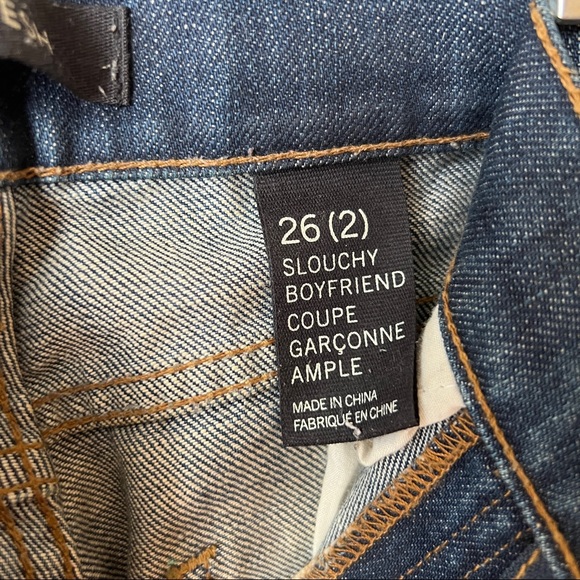 26 (2)
SLOUCHY
BOYFRIEND
COUPE
GARÇONNE
AMPLE
MADE IN CHINA
FABRIQUÉ EN CHINE